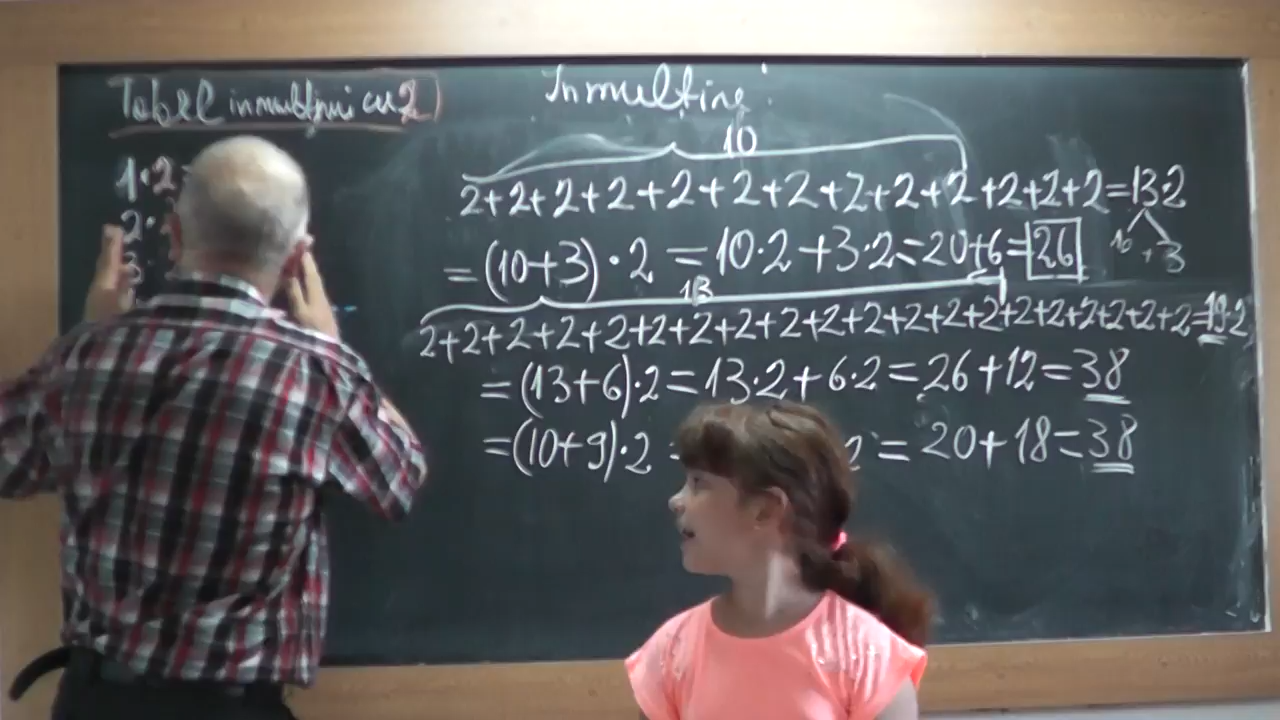 Tabel inmultirii cu 2
1·2
2·
3·
Inmultire
10
2+2+2+2+2+2+2+2+2+2+2+2+2=13·2
10 + 3
=(10+3)·2=10·2+3·2=20+6=26
13
2+2+2+2+2+2+2+2+2+2+2+2+2+2+2+2+2+2+2=19·2
=(13+6)·2=13·2+6·2=26+12=38
=(10+9)·2 = 2=20+18=38